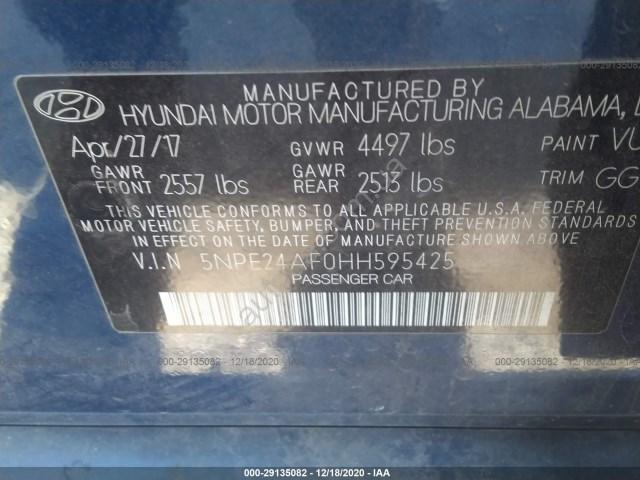 MANUFACTURED BY
HYUNDAI MOTOR MANUFACTURING ALABAMA,
Apr/27/17 GVWR 4497 lbs PAINT VU
GAWR FRONT 2557 lbs GAWR REAR 2513 lbs TRIM GG
THIS VEHICLE CONFORMS TO ALL APPLICABLE U.S.A. FEDERAL
MOTOR VEHICLE SAFETY, BUMPER, AND THEFT PREVENTION STANDARDS
IN EFFECT ON THE DATE OF MANUFACTURE SHOWN ABOVE.
V.I.N 5NPE24AF0HH595425
PASSENGER CAR
000-29135082 - 12/18/2020 - IAA